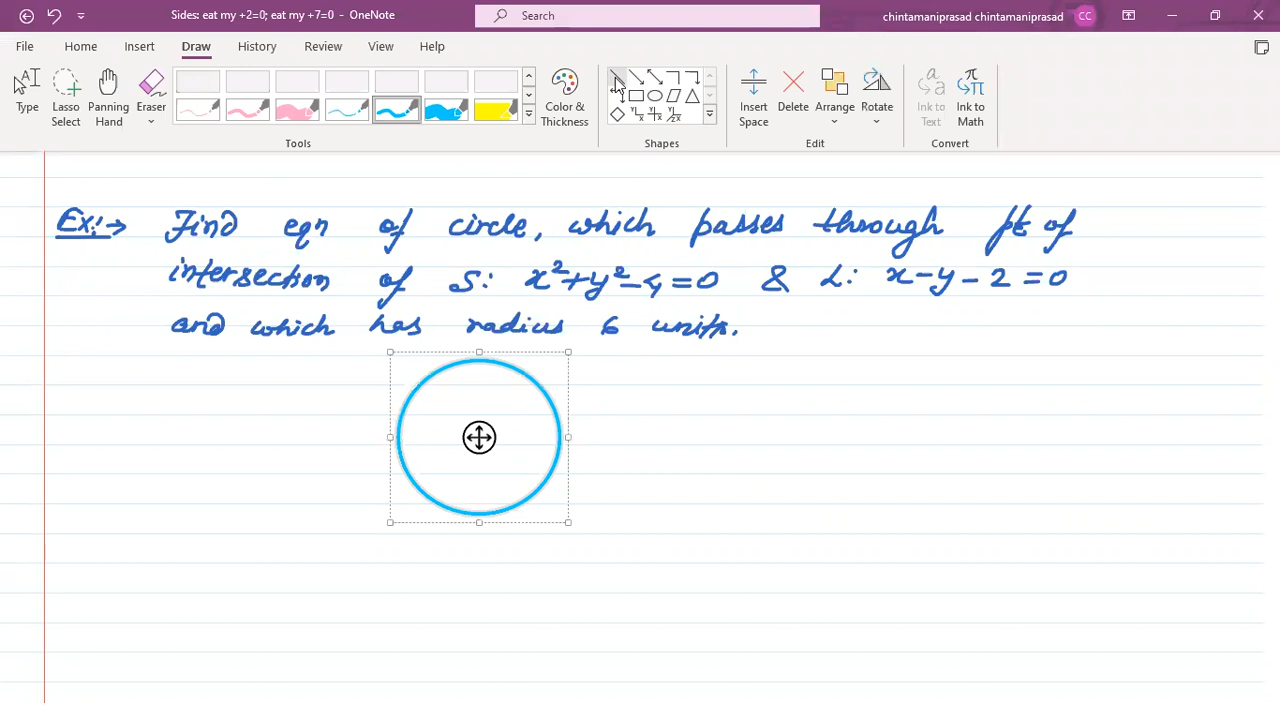 Sides: eat my +2=0; eat my +7=0 - OneNote
Search
chintamaniprasad chintamaniprasad
CC
File Home Insert Draw History Review View Help
Type
Lasso Select
Panning Hand
Eraser
Color & Thickness
Insert Space
Delete
Arrange
Rotate
Ink to Text
Ink to Math
Tools
Shapes
Edit
Convert
Ex:→ Find eqn of circle, which passes through pt of
intersection of S: x²+y²-4=0 & L: x-y-2=0
and which has radius 6 units.